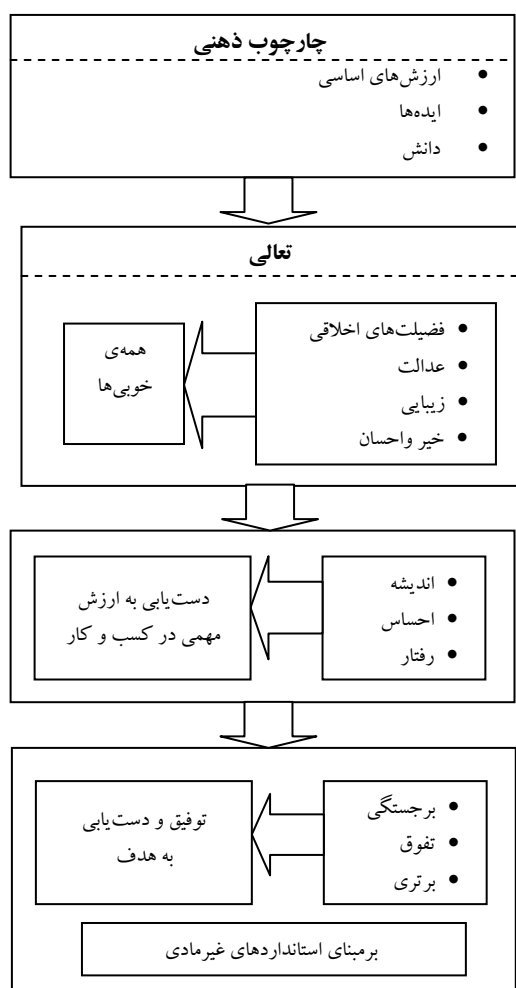 چارچوب ذهنی
• ارزش‌های اساسی
• ایده‌ها
• دانش
تعالی
• فضیلت‌های اخلاقی
• عدالت
• زیبایی
• خیر واحسان
همه‌ی
خوبی‌ها
• اندیشه
• احساس
• رفتار
دست‌یابی به ارزش
مهمی در کسب و کار
• برجستگی
• تفوق
• برتری
توفیق و دست‌یابی
به هدف
برمبنای استانداردهای غیرمادی